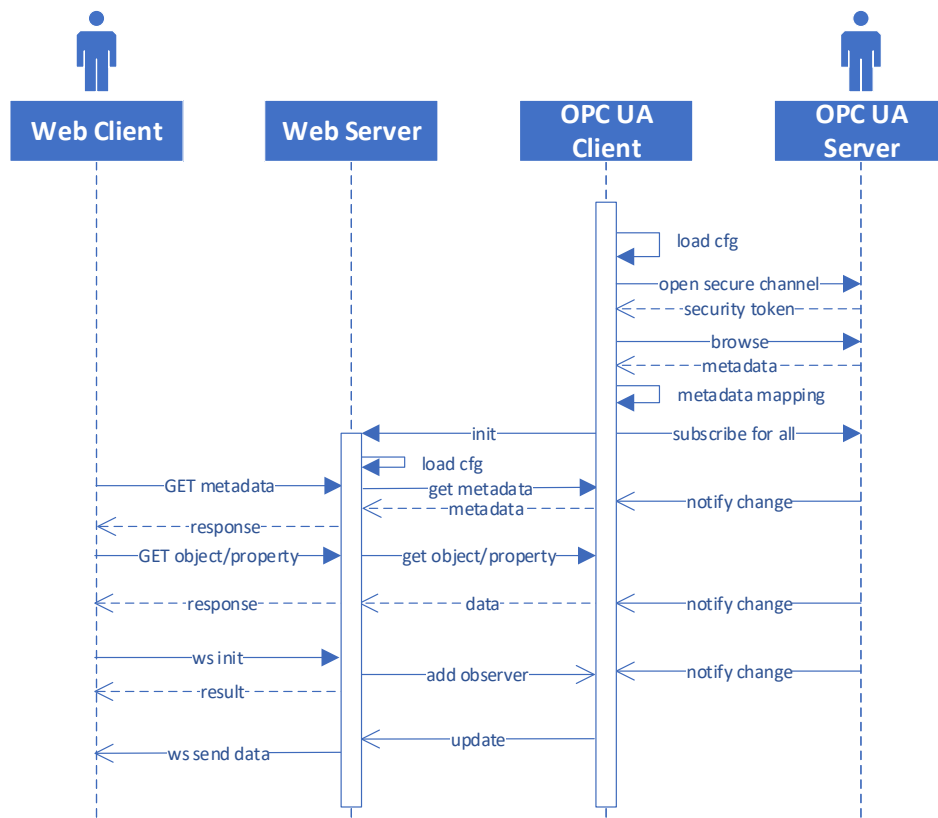 Web Client
Web Server
OPC UA
Client
OPC UA
Server
load cfg
open secure channel
security token
browse
metadata
metadata mapping
init
subscribe for all
load cfg
GET metadata
get metadata
metadata
notify change
response
GET object/property
get object/property
response
data
notify change
ws init
add observer
notify change
result
update
ws send data